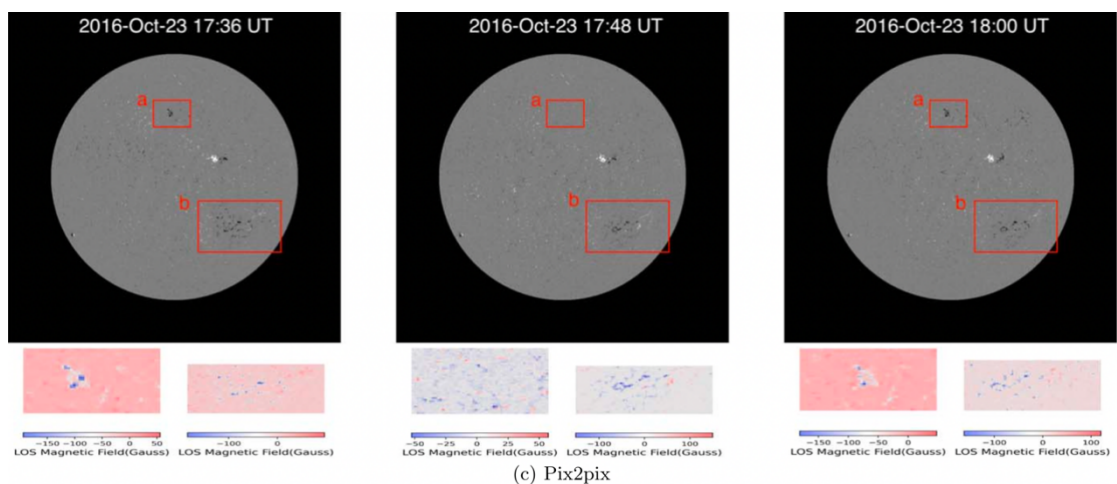 2016-Oct-23 17:36 UT
2016-Oct-23 17:48 UT
2016-Oct-23 18:00 UT
a
b
a
b
a
b
−150 −100 −50 0 50
LOS Magnetic Field(Gauss)
−100 0 100
LOS Magnetic Field(Gauss)
−50 −25 0 25 50
LOS Magnetic Field(Gauss)
−100 0 100
LOS Magnetic Field(Gauss)
−150 −100 −50 0
LOS Magnetic Field(Gauss)
−100 0 100
LOS Magnetic Field(Gauss)
(c) Pix2pix